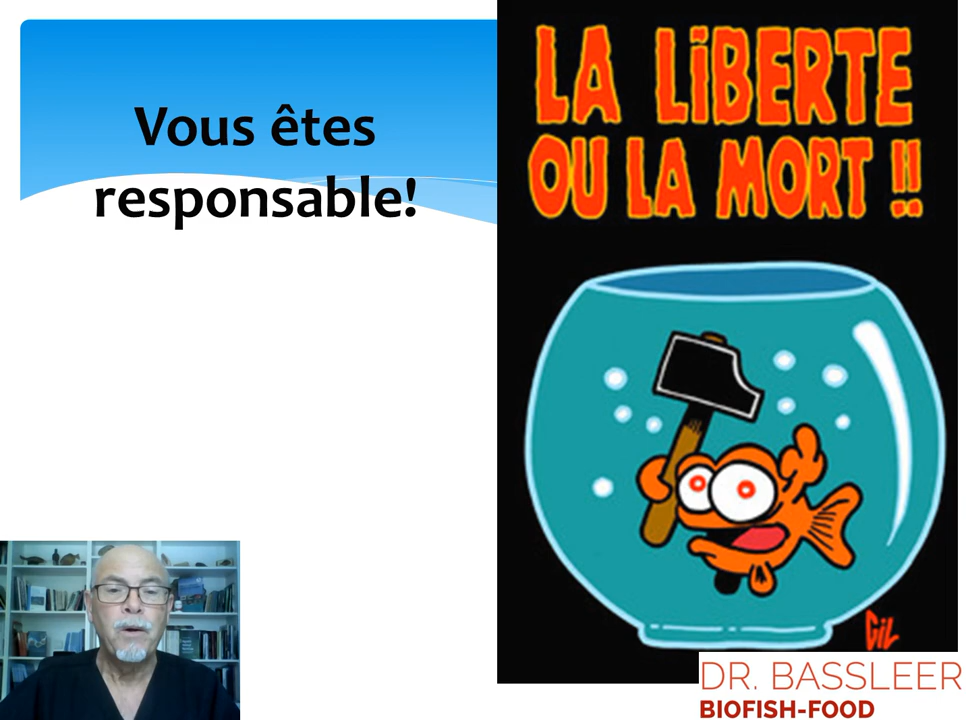 Vous êtes
responsable!
LA LiBERTE
OU LA MORT !!
GiL
DR. BASSLEER
BIOFISH-FOOD